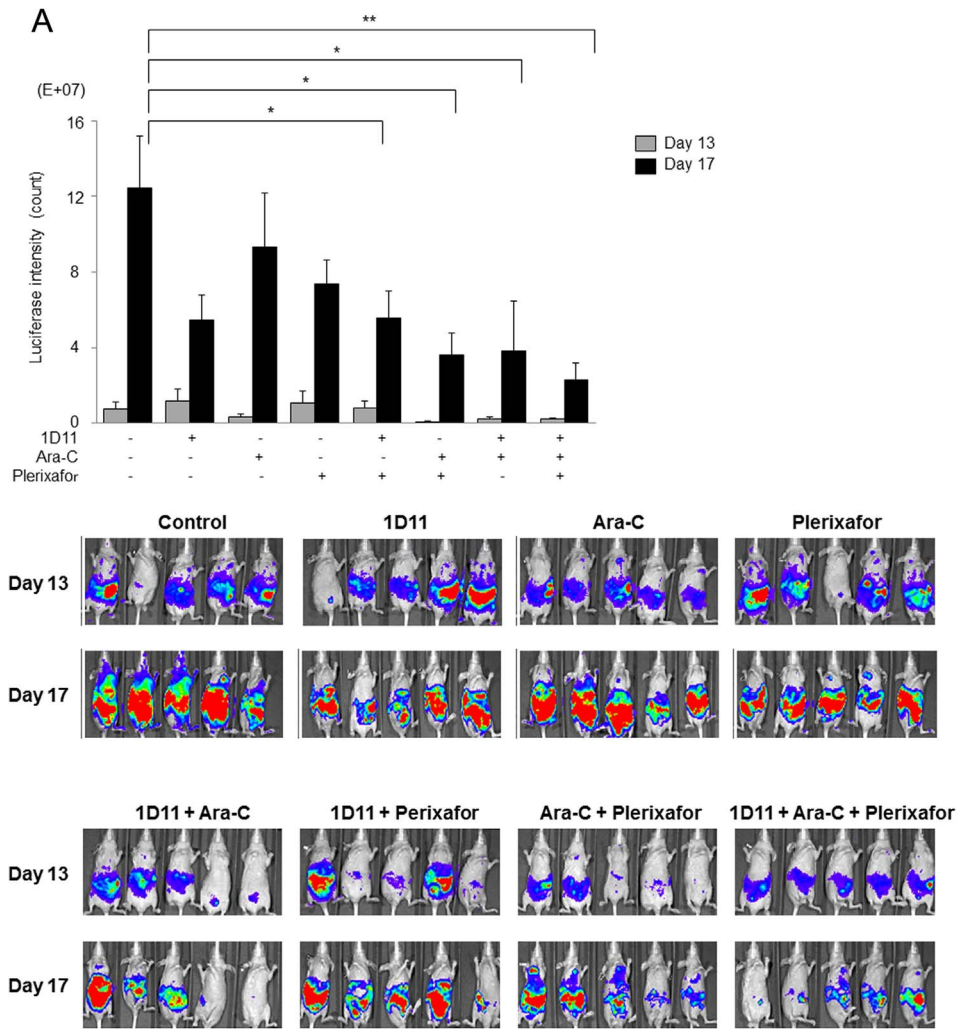 A
**
*
(E+07)
*
*
16
12
8
4
0
Luciferase intensity (count)
Day 13
Day 17
1D11 - + - - + - + +
Ara-C - - + - - + + +
Plerixafor - - - + + + - +
Control 1D11 Ara-C Plerixafor
Day 13
Day 17
1D11 + Ara-C 1D11 + Perixafor Ara-C + Plerixafor 1D11 + Ara-C + Plerixafor
Day 13
Day 17